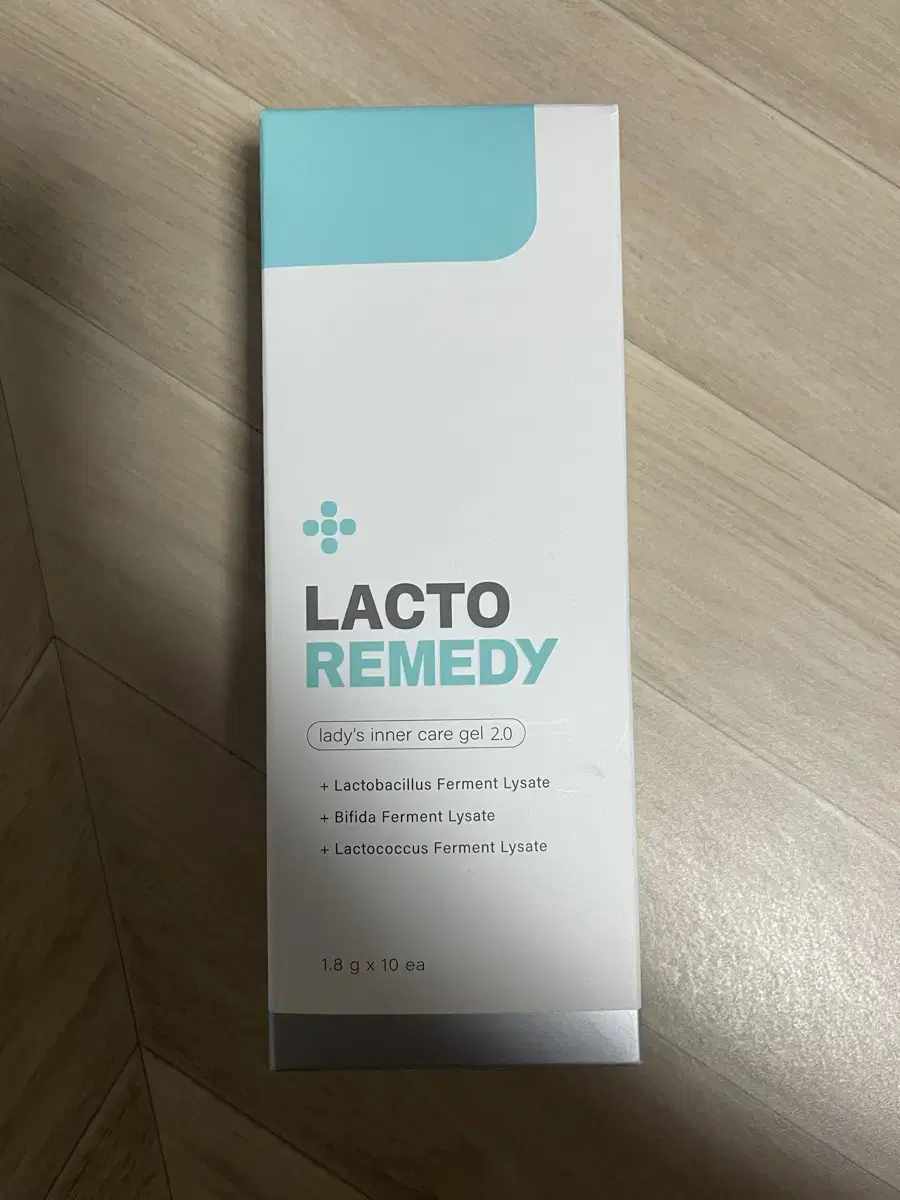 LACTO
REMEDY
lady's inner care gel 2.0
+ Lactobacillus Ferment Lysate
+ Bifida Ferment Lysate
+ Lactococcus Ferment Lysate
1.8 g x 10 ea